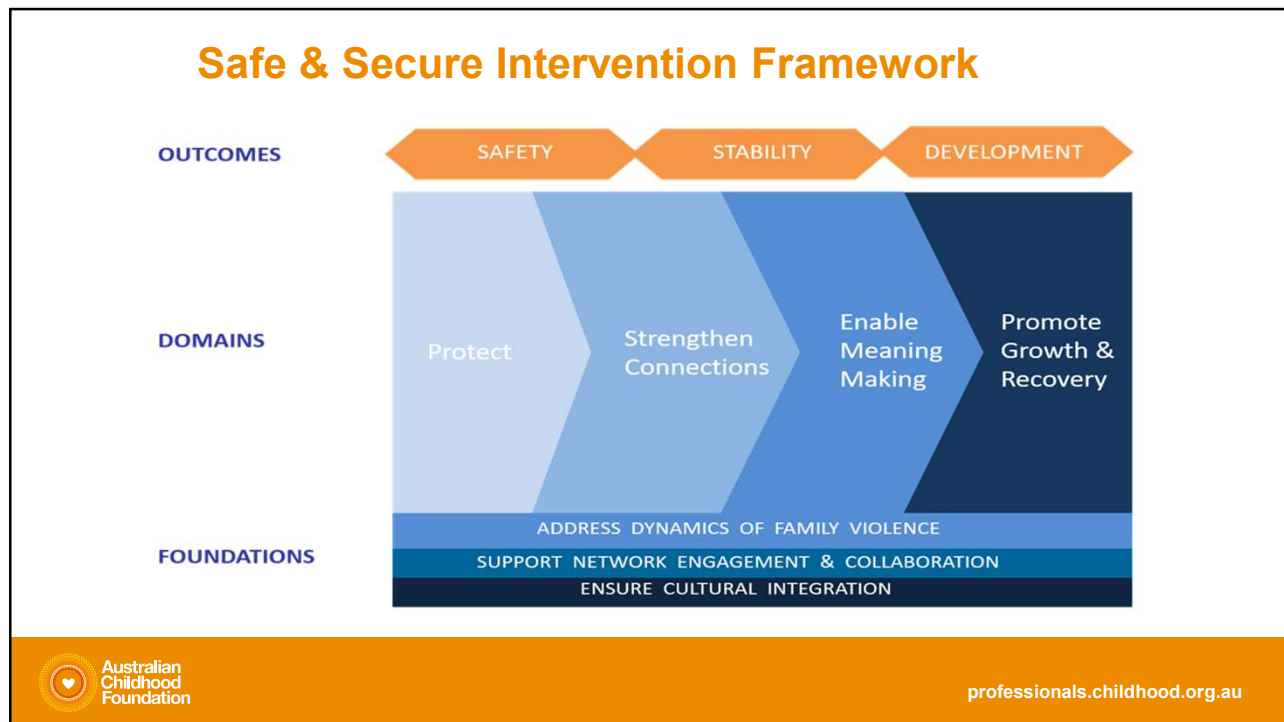 Safe & Secure Intervention Framework
OUTCOMES
SAFETY
STABILITY
DEVELOPMENT
DOMAINS
Protect
Strengthen
Connections
Enable
Meaning
Making
Promote
Growth &
Recovery
FOUNDATIONS
ADDRESS DYNAMICS OF FAMILY VIOLENCE
SUPPORT NETWORK ENGAGEMENT & COLLABORATION
ENSURE CULTURAL INTEGRATION
Australian
Childhood
Foundation
professionals.childhood.org.au